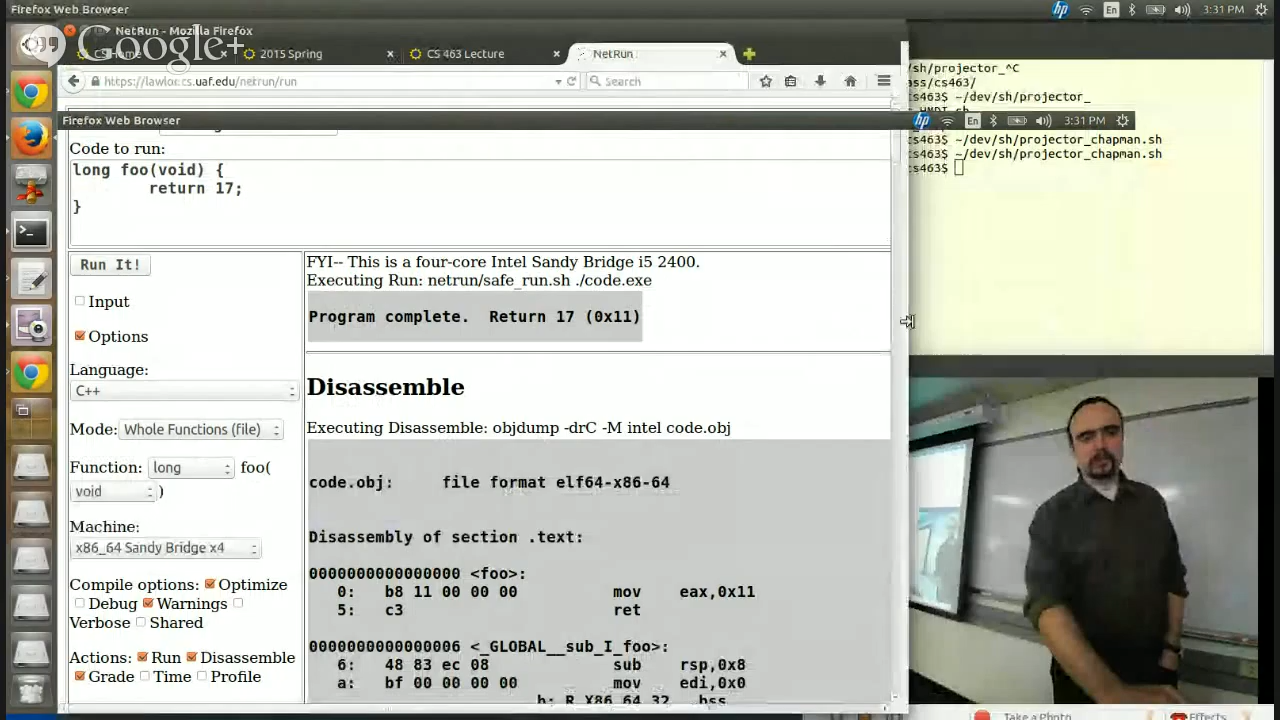 Firefox Web Browser
En
3:31 PM
NetRun - Mozilla Firefox
Google+
2015 Spring
CS 463 Lecture
NetRun
https://lawlor.cs.uaf.edu/netrun/run
Search
sh/projector_^C
ass/cs463/
cs463$ ~/dev/sh/projector_
Firefox Web Browser
En
3:31 PM
~/dev/sh/projector_chapman.sh
cs463$ ~/dev/sh/projector_chapman.sh
cs463$
Code to run:
long foo(void) {
return 17;
}
Run It!
Input
Options
Language:
C++
Mode: Whole Functions (file)
Function: long foo(
void )
Machine:
x86_64 Sandy Bridge x4
Compile options: Optimize
Debug Warnings
Verbose Shared
Actions: Run Disassemble
Grade Time Profile
FYI-- This is a four-core Intel Sandy Bridge i5 2400.
Executing Run: netrun/safe_run.sh ./code.exe
Program complete. Return 17 (0x11)
Disassemble
Executing Disassemble: objdump -drC -M intel code.obj
code.obj: file format elf64-x86-64
Disassembly of section .text:
0000000000000000 <foo>:
0: b8 11 00 00 00 mov eax,0x11
5: c3 ret
0000000000000006 <_GLOBAL__sub_I_foo>:
6: 48 83 ec 08 sub rsp,0x8
a: bf 00 00 00 00 mov edi,0x0
b: R_X86_64_32 .bss
Take a Photo
Effects